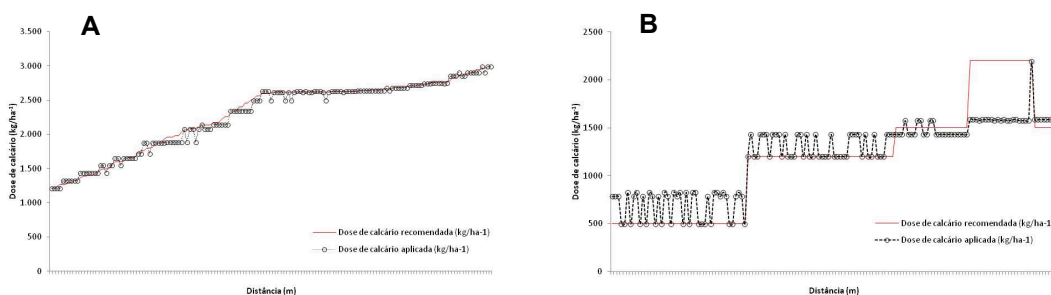 A
3.500
3.000
2.500
2.000
1.500
1.000
500
0
Dose de calcário (kg/ha-¹)
Dose de calcário recomendada (kg/ha-1)
Dose de calcário aplicada (kg/ha-1)
Distância (m)
B
2500
2000
1500
1000
500
0
Dose de calcário (kg/ha-¹)
Dose de calcário recomendada (kg/ha-1
Dose de calcário aplicada (kg/ha-1)
Distância (m)